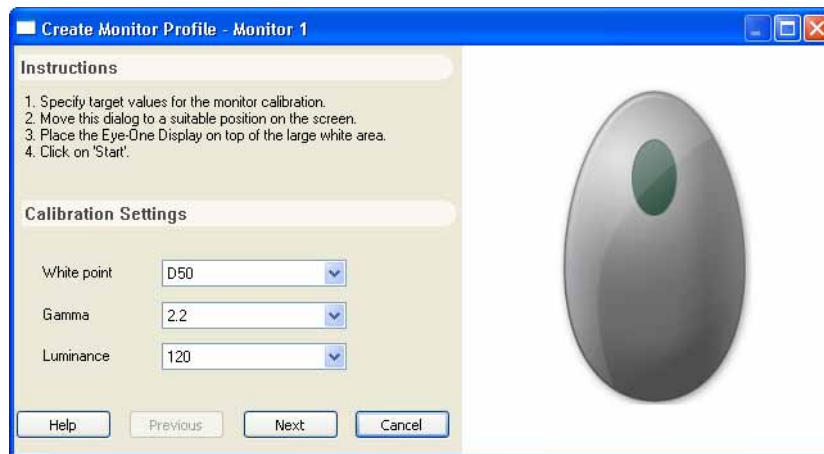 Create Monitor Profile - Monitor 1
Instructions
1. Specify target values for the monitor calibration.
2. Move this dialog to a suitable position on the screen.
3. Place the Eye-One Display on top of the large white area.
4. Click on 'Start'.
Calibration Settings
White point D50
Gamma 2.2
Luminance 120
Help Previous Next Cancel